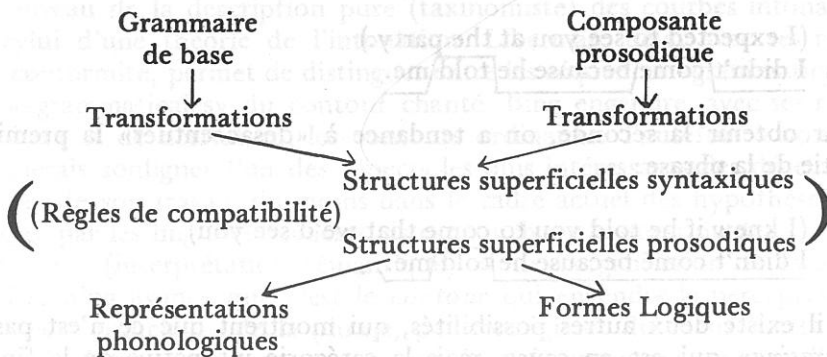 Grammaire
de base
Composante
prosodique
Transformations
Transformations
Structures superficielles syntaxiques
(Règles de compatibilité)
Structures superficielles prosodiques
Représentations
phonologiques
Formes Logiques